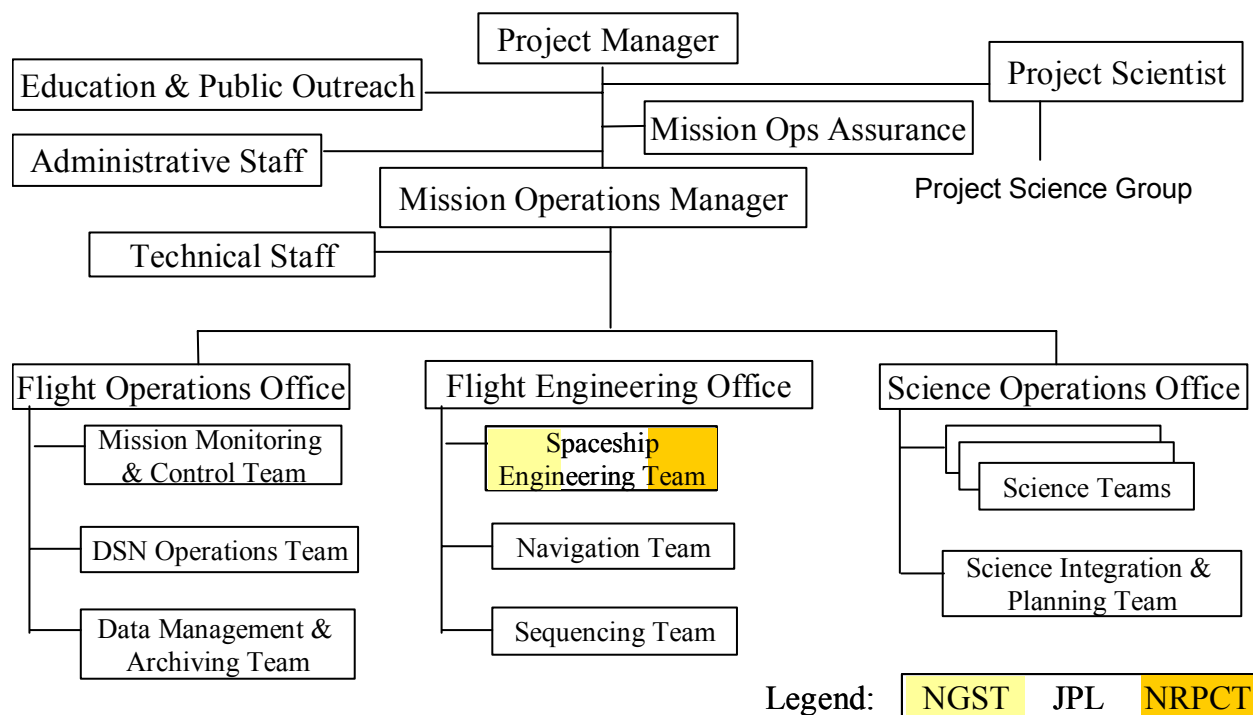 Project Manager
Education & Public Outreach
Project Scientist
Mission Ops Assurance
Administrative Staff
Project Science Group
Mission Operations Manager
Technical Staff
Flight Operations Office
Mission Monitoring
& Control Team
DSN Operations Team
Data Management &
Archiving Team
Flight Engineering Office
Spaceship
Engineering Team
Navigation Team
Sequencing Team
Science Operations Office
Science Teams
Science Integration &
Planning Team
Legend: NGST JPL NRPCT